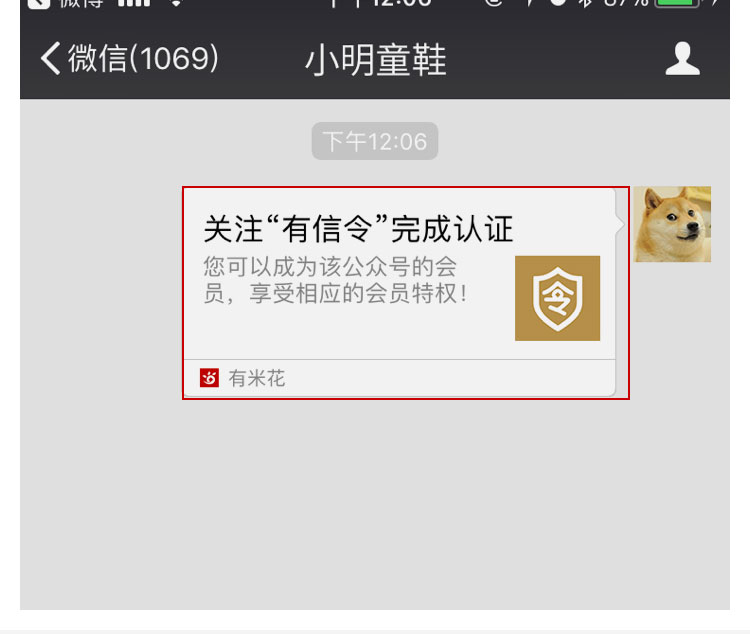 微博 下午12:06 87%
微信(1069) 小明童鞋
下午12:06
关注“有信令”完成认证
您可以成为该公众号的会
员，享受相应的会员特权！
令
有米花